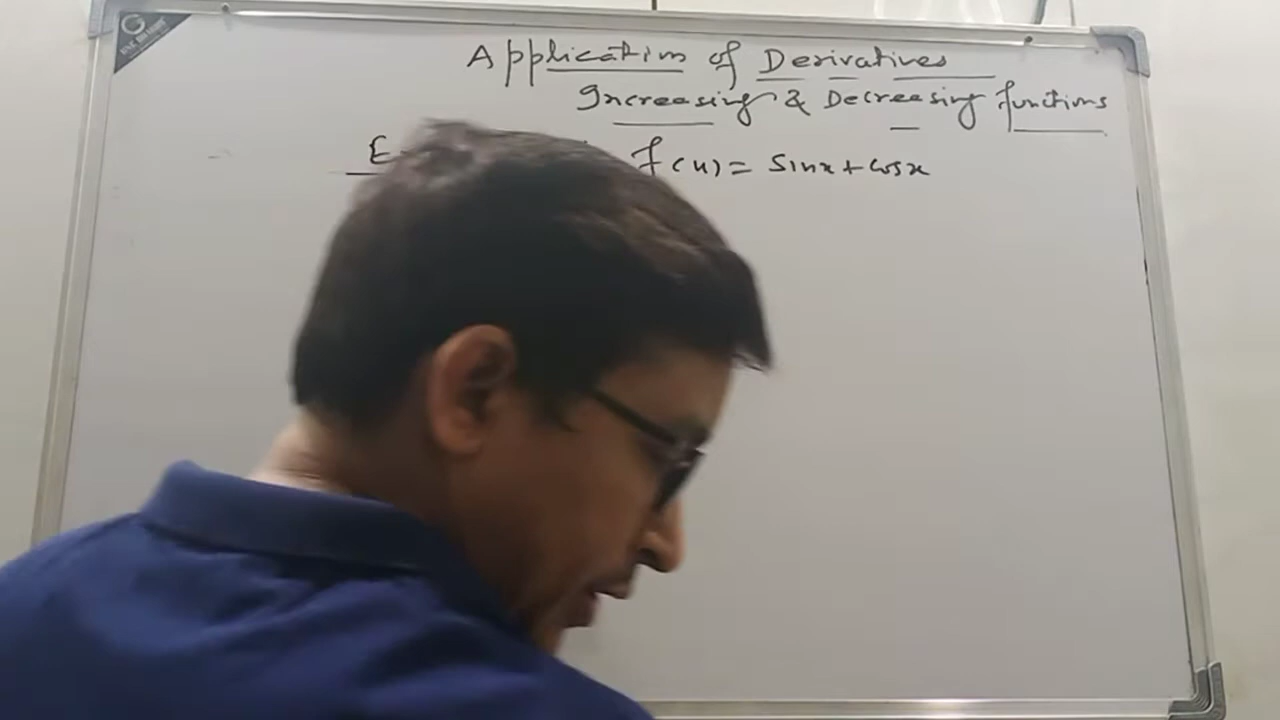 Application of Derivatives
Increasing & Decreasing functions
E f(x) = sinx + cosx